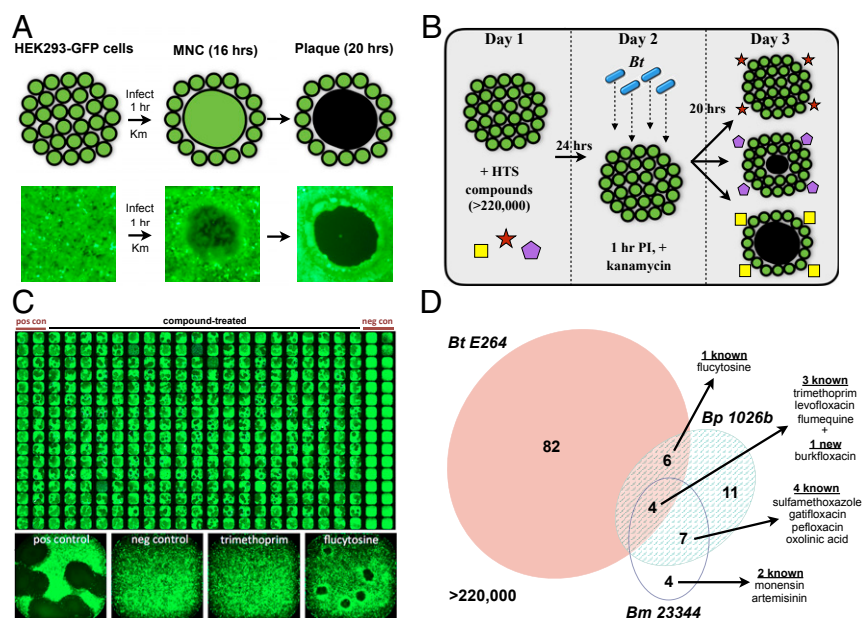 A
HEK293-GFP cells
MNC (16 hrs)
Plaque (20 hrs)
Infect
1 hr
Km
Infect
1 hr
Km
B
Day 1
Day 2
Day 3
Bt
20 hrs
24 hrs
+ HTS
compounds
(>220,000)
1 hr PI, +
kanamycin
C
pos con
compound-treated
neg con
pos control
neg control
trimethoprim
flucytosine
D
Bt E264
1 known
flucytosine
3 known
trimethoprim
levofloxacin
flumequine
+
1 new
burkfloxacin
Bp 1026b
82
6
4
11
7
4
4 known
sulfamethoxazole
gatifloxacin
pefloxacin
oxolinic acid
2 known
monensin
artemisinin
>220,000
Bm 23344